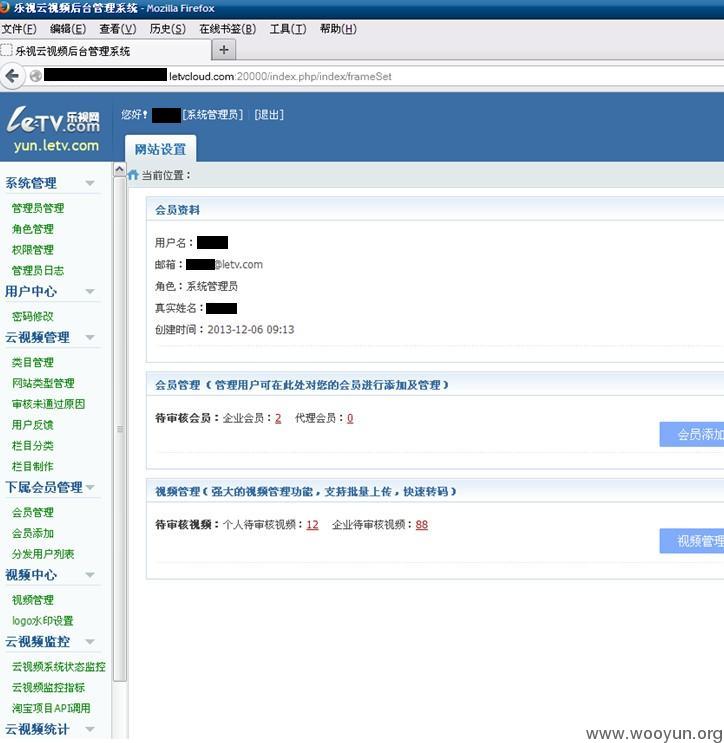 乐视云视频后台管理系统 - Mozilla Firefox
文件(F) 编辑(E) 查看(V) 历史(S) 在线书签(B) 工具(T) 帮助(H)
乐视云视频后台管理系统 +
letvcloud.com:20000/index.php/index/frameSet
LeTV乐视网.com
yun.letv.com
您好! [系统管理员] [退出]
网站设置
当前位置:
系统管理
管理员管理
角色管理
权限管理
管理员日志
用户中心
密码修改
云视频管理
类目管理
网站类型管理
审核未通过原因
用户反馈
栏目分类
栏目制作
下属会员管理
会员管理
会员添加
分发用户列表
视频中心
视频管理
logo水印设置
云视频监控
云视频系统状态监控
云视频监控指标
淘宝项目API调用
云视频统计
会员资料
用户名:
邮箱: @letv.com
角色:系统管理员
真实姓名:
创建时间:2013-12-06 09:13
会员管理(管理用户可在此处对您的会员进行添加及管理)
待审核会员:企业会员:2 代理会员:0
会员添加
视频管理(强大的视频管理功能,支持批量上传,快速转码)
待审核视频:个人待审核视频:12 企业待审核视频:88
视频管理
www.wooyun.org